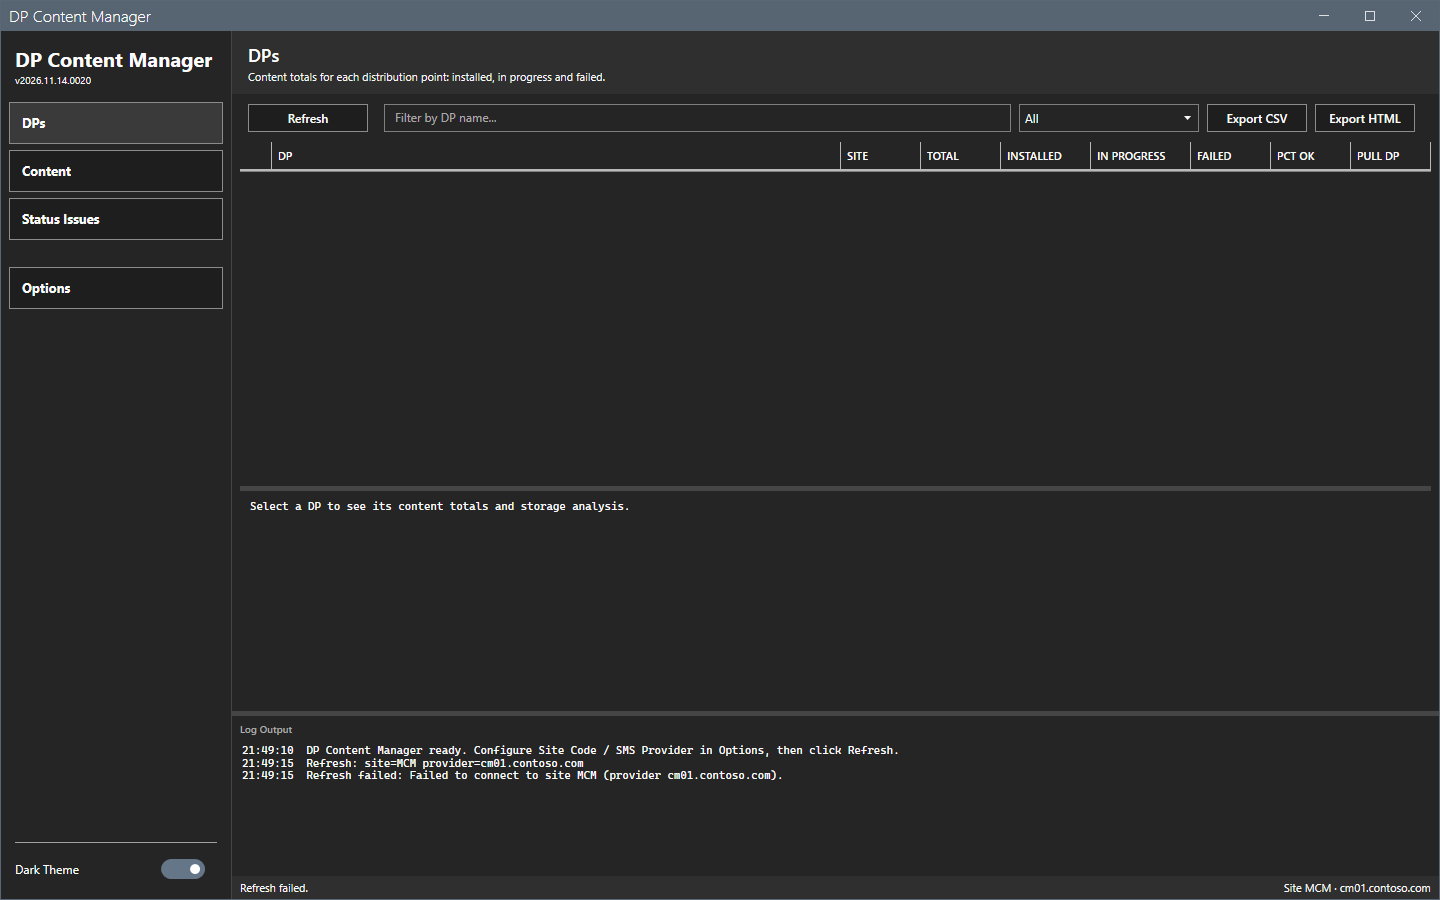 DP Content Manager
DP Content Manager
v2026.11.14.0020
DPs
Content
Status Issues
Options
Dark Theme
DPs
Content totals for each distribution point: installed, in progress and failed.
Refresh
Filter by DP name...
All
Export CSV
Export HTML
DP
SITE
TOTAL
INSTALLED
IN PROGRESS
FAILED
PCT OK
PULL DP
Select a DP to see its content totals and storage analysis.
Log Output
21:49:10 DP Content Manager ready. Configure Site Code / SMS Provider in Options, then click Refresh.
21:49:15 Refresh: site=MCM provider=cm01.contoso.com
21:49:15 Refresh failed: Failed to connect to site MCM (provider cm01.contoso.com).
Refresh failed.
Site MCM · cm01.contoso.com